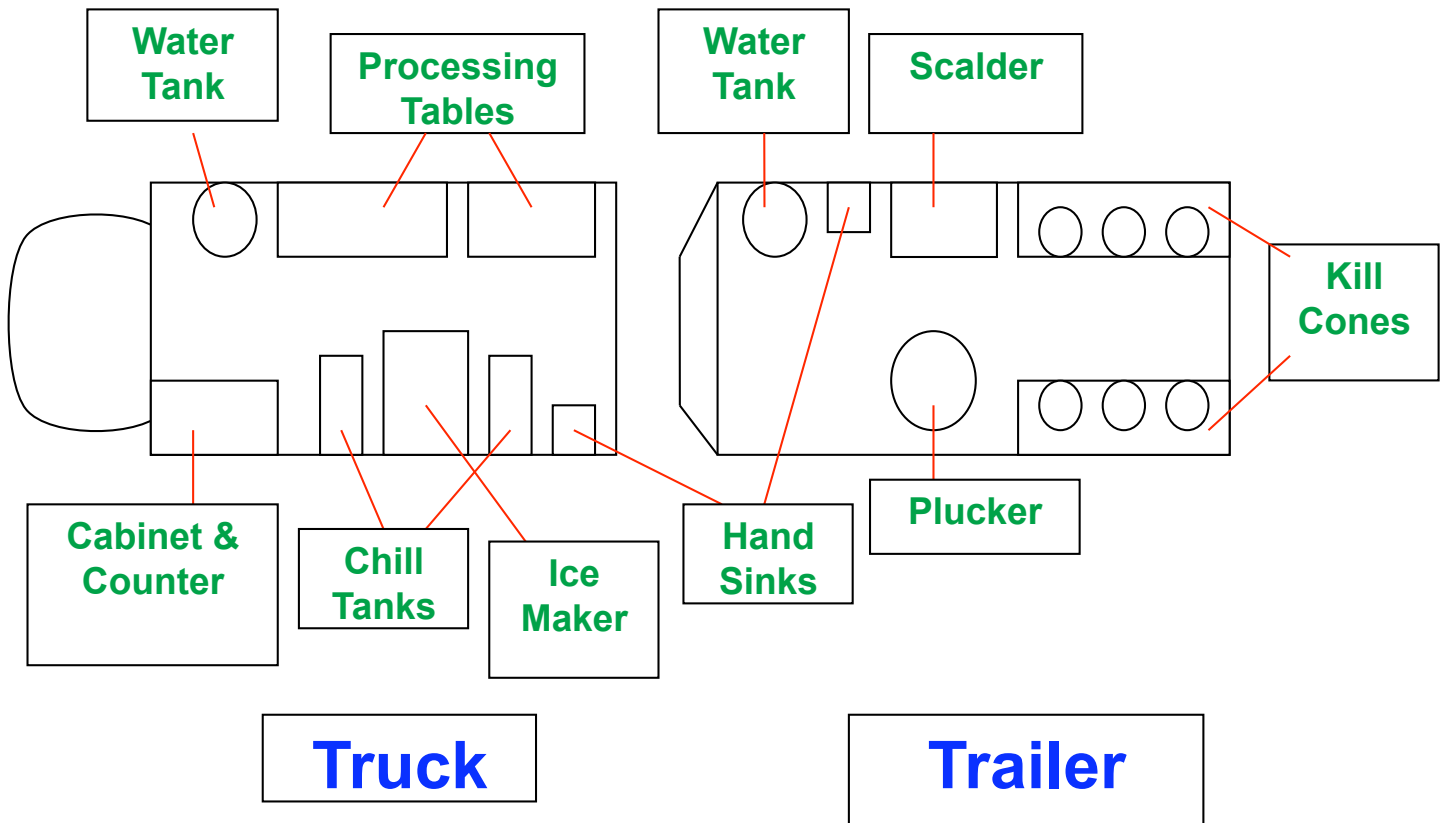 Water
Tank
Processing
Tables
Water
Tank
Scalder
Kill
Cones
Cabinet &
Counter
Chill
Tanks
Ice
Maker
Hand
Sinks
Plucker
Truck
Trailer